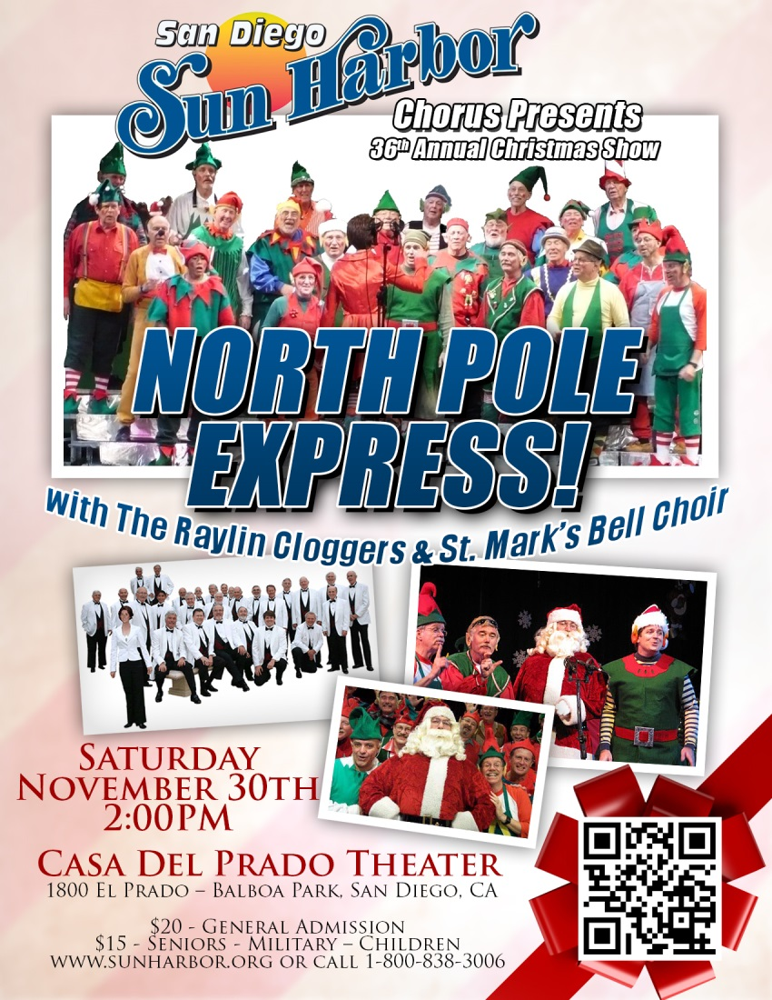 San Diego
Sun Harbor
Chorus Presents
36th Annual Christmas Show
NORTH POLE
EXPRESS!
with The Raylin Cloggers & St. Mark's Bell Choir
SATURDAY
NOVEMBER 30TH
2:00PM
CASA DEL PRADO THEATER
1800 EL PRADO – BALBOA PARK, SAN DIEGO, CA
$20 - GENERAL ADMISSION
$15 - SENIORS - MILITARY – CHILDREN
WWW.SUNHARBOR.ORG OR CALL 1-800-838-3006